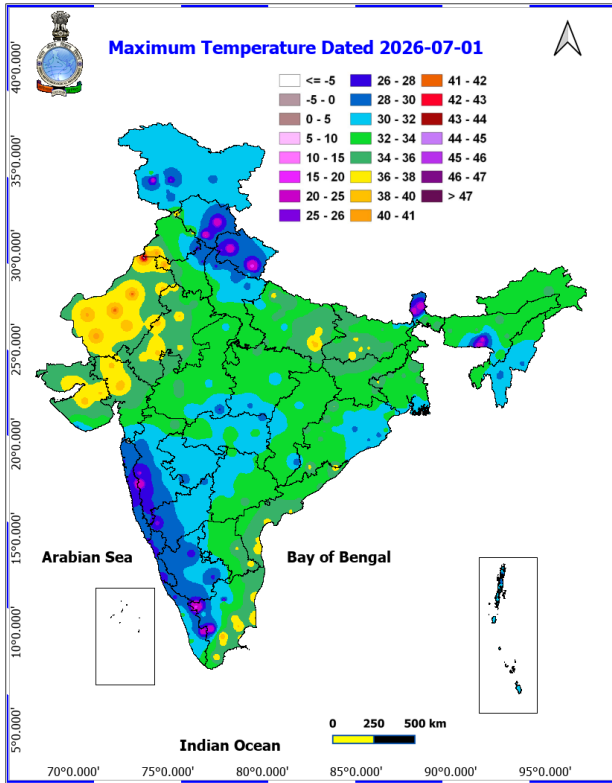 Maximum Temperature Dated 2026-07-01
<= -5
-5 - 0
0 - 5
5 - 10
10 - 15
15 - 20
20 - 25
25 - 26
26 - 28
28 - 30
30 - 32
32 - 34
34 - 36
36 - 38
38 - 40
40 - 41
41 - 42
42 - 43
43 - 44
44 - 45
45 - 46
46 - 47
> 47
40°0.000'
35°0.000'
30°0.000'
25°0.000'
20°0.000'
15°0.000'
10°0.000'
5°0.000'
Arabian Sea
Bay of Bengal
Indian Ocean
0 250 500 km
70°0.000' 75°0.000' 80°0.000' 85°0.000' 90°0.000' 95°0.000'